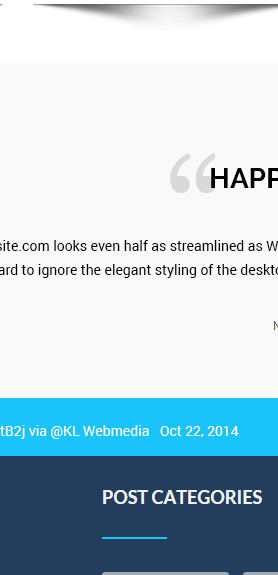 “HAPP
site.com looks even half as streamlined as W
ard to ignore the elegant styling of the deskto
N
tB2j via @KL Webmedia Oct 22, 2014
POST CATEGORIES